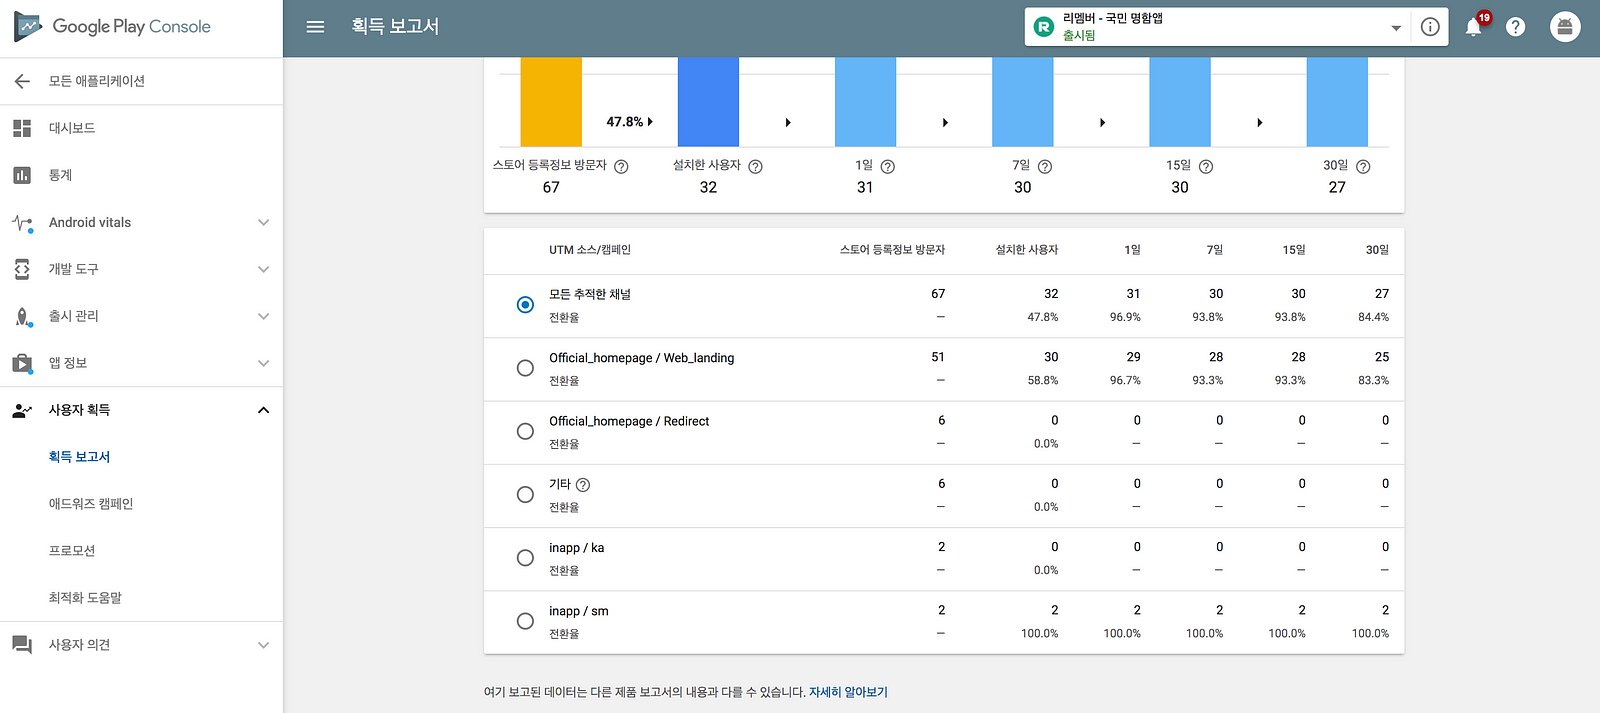 Google Play Console
획득 보고서
R
리멤버 - 국민 명함앱
출시됨
19
모든 애플리케이션
대시보드
통계
Android vitals
개발 도구
출시 관리
앱 정보
사용자 획득
획득 보고서
애드워즈 캠페인
프로모션
최적화 도움말
사용자 의견
47.8%
스토어 등록정보 방문자 설치한 사용자 1일 7일 15일 30일
67 32 31 30 30 27
UTM 소스/캠페인 스토어 등록정보 방문자 설치한 사용자 1일 7일 15일 30일
모든 추적한 채널 67 32 31 30 30 27
전환율 – 47.8% 96.9% 93.8% 93.8% 84.4%
Official_homepage / Web_landing 51 30 29 28 28 25
전환율 – 58.8% 96.7% 93.3% 93.3% 83.3%
Official_homepage / Redirect 6 0 0 0 0 0
전환율 – 0.0% – – – –
기타 6 0 0 0 0 0
전환율 – 0.0% – – – –
inapp / ka 2 0 0 0 0 0
전환율 – 0.0% – – – –
inapp / sm 2 2 2 2 2 2
전환율 – 100.0% 100.0% 100.0% 100.0% 100.0%
여기 보고된 데이터는 다른 제품 보고서의 내용과 다를 수 있습니다. 자세히 알아보기